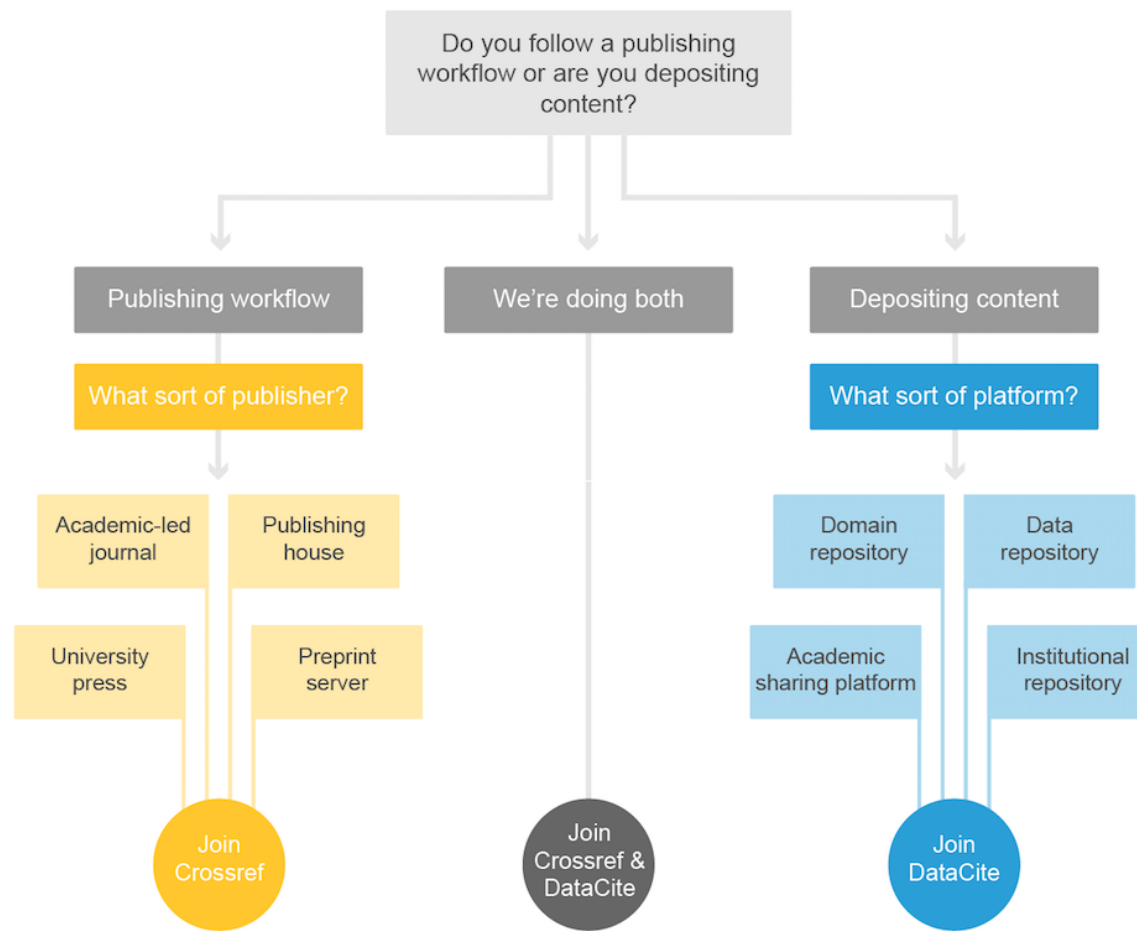 Do you follow a publishing
workflow or are you depositing
content?
Publishing workflow
We're doing both
Depositing content
What sort of publisher?
What sort of platform?
Academic-led
journal
Publishing
house
Domain
repository
Data
repository
University
press
Preprint
server
Academic
sharing platform
Institutional
repository
Join
Crossref
Join
Crossref &
DataCite
Join
DataCite